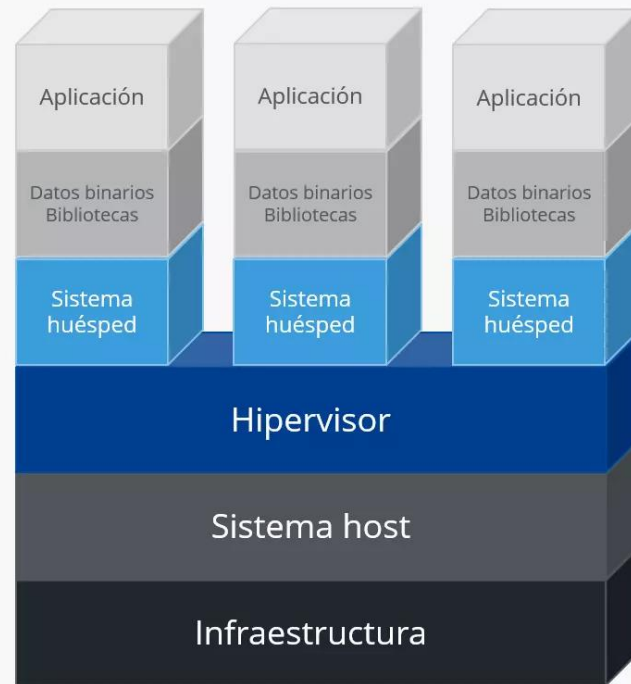 Aplicación
Aplicación
Aplicación
Datos binarios
Bibliotecas
Datos binarios
Bibliotecas
Datos binarios
Bibliotecas
Sistema
huésped
Sistema
huésped
Sistema
huésped
Hipervisor
Sistema host
Infraestructura